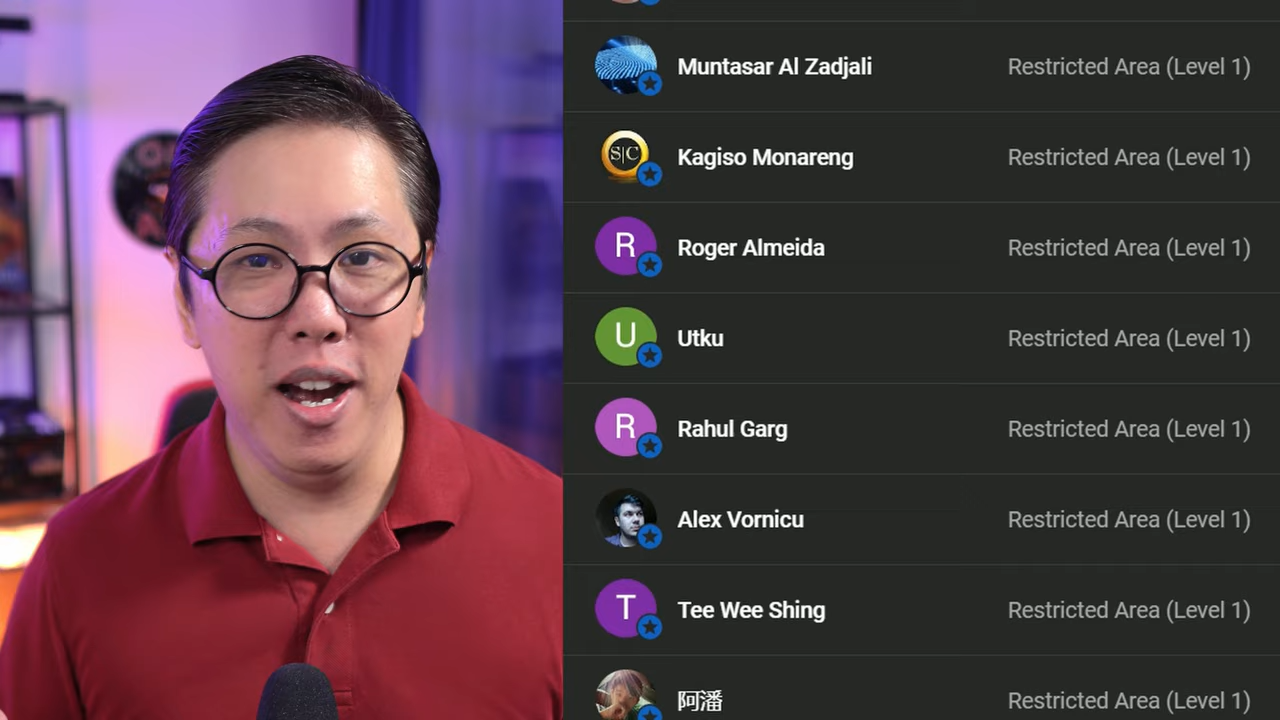 Muntasar Al Zadjali Restricted Area (Level 1)
S|C
Kagiso Monareng Restricted Area (Level 1)
R
Roger Almeida Restricted Area (Level 1)
U
Utku Restricted Area (Level 1)
R
Rahul Garg Restricted Area (Level 1)
Alex Vornicu Restricted Area (Level 1)
T
Tee Wee Shing Restricted Area (Level 1)
阿潘 Restricted Area (Level 1)